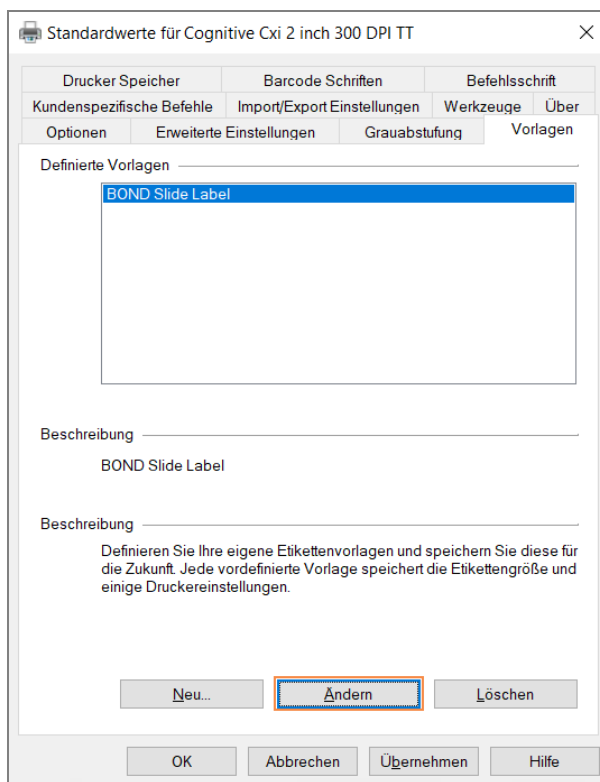 Standardwerte für Cognitive Cxi 2 inch 300 DPI TT
Drucker Speicher Barcode Schriften Befehlsschrift
Kundenspezifische Befehle Import/Export Einstellungen Werkzeuge Über
Optionen Erweiterte Einstellungen Grauabstufung Vorlagen
Definierte Vorlagen
BOND Slide Label
Beschreibung
BOND Slide Label
Beschreibung
Definieren Sie Ihre eigene Etikettenvorlagen und speichern Sie diese für
die Zukunft. Jede vordefinierte Vorlage speichert die Etikettengröße und
einige Druckereinstellungen.
Neu... Ändern Löschen
OK Abbrechen Übernehmen Hilfe